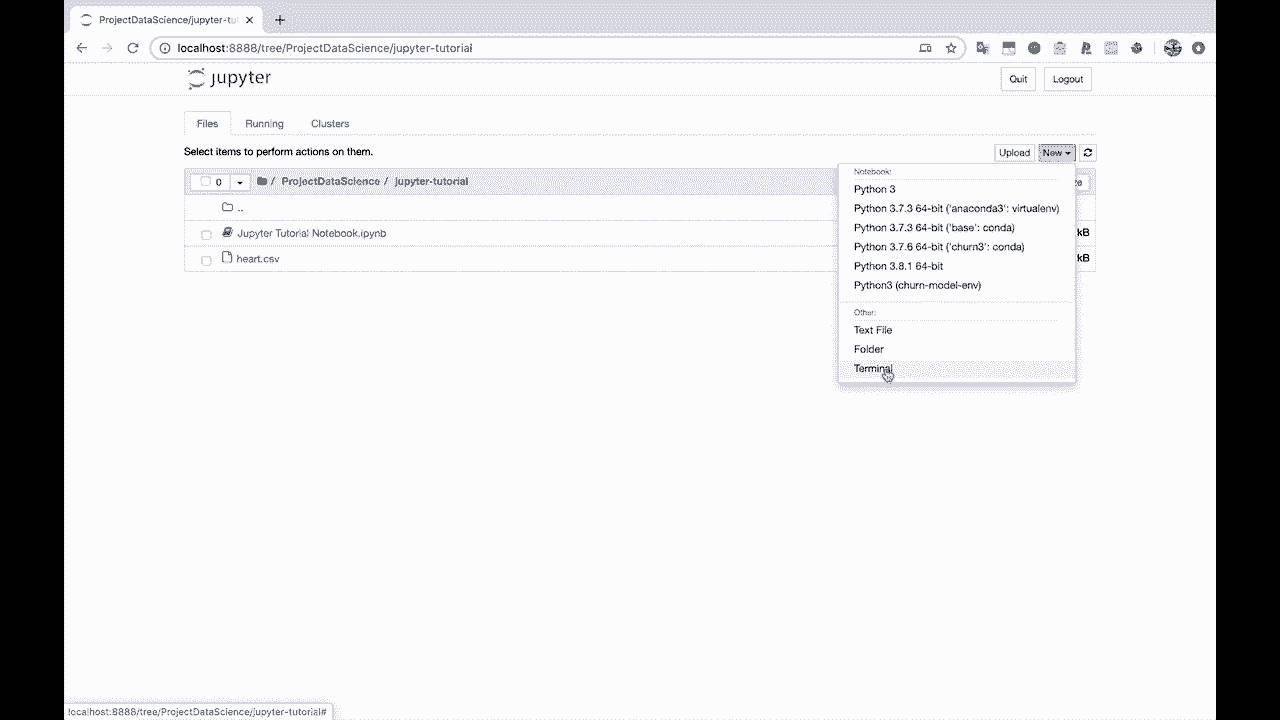 ProjectDataScience/jupyter-tu
localhost:8888/tree/ProjectDataScience/jupyter-tutorial
jupyter
Quit
Logout
Files
Running
Clusters
Select items to perform actions on them.
Upload
New
0
/ ProjectDataScience / jupyter-tutorial
..
Jupyter Tutorial Notebook.ipynb
kB
heart.csv
kB
Notebook:
Python 3
Python 3.7.3 64-bit ('anaconda3': virtualenv)
Python 3.7.3 64-bit ('base': conda)
Python 3.7.6 64-bit ('churn3': conda)
Python 3.8.1 64-bit
Python3 (churn-model-env)
Other:
Text File
Folder
Terminal
localhost:8888/tree/ProjectDataScience/jupyter-tutorial#